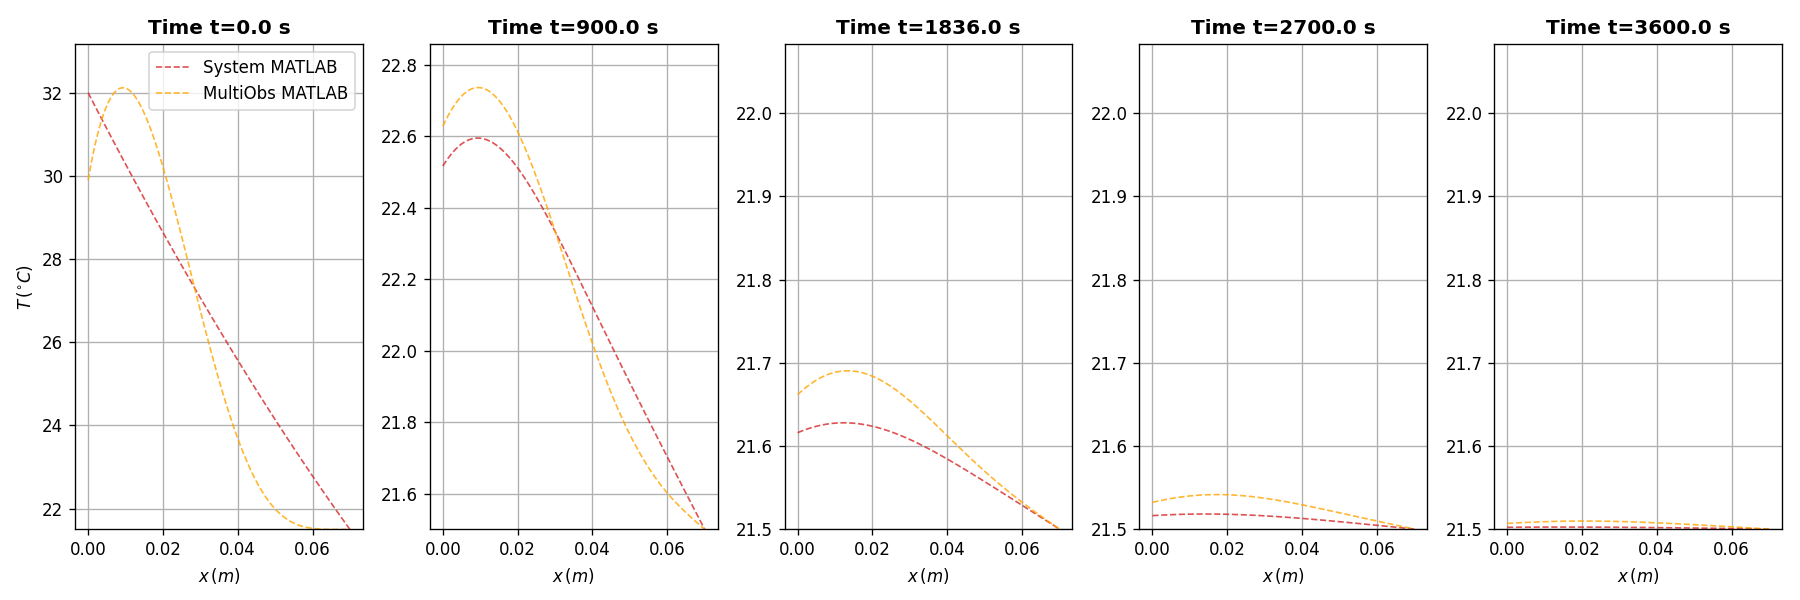 Time t=0.0 s
System MATLAB
MultiObs MATLAB
32
30
28
26
24
22
T (°C)
0.00 0.02 0.04 0.06
x (m)
Time t=900.0 s
22.8
22.6
22.4
22.2
22.0
21.8
21.6
0.00 0.02 0.04 0.06
x (m)
Time t=1836.0 s
22.0
21.9
21.8
21.7
21.6
21.5
0.00 0.02 0.04 0.06
x (m)
Time t=2700.0 s
22.0
21.9
21.8
21.7
21.6
21.5
0.00 0.02 0.04 0.06
x (m)
Time t=3600.0 s
22.0
21.9
21.8
21.7
21.6
21.5
0.00 0.02 0.04 0.06
x (m)